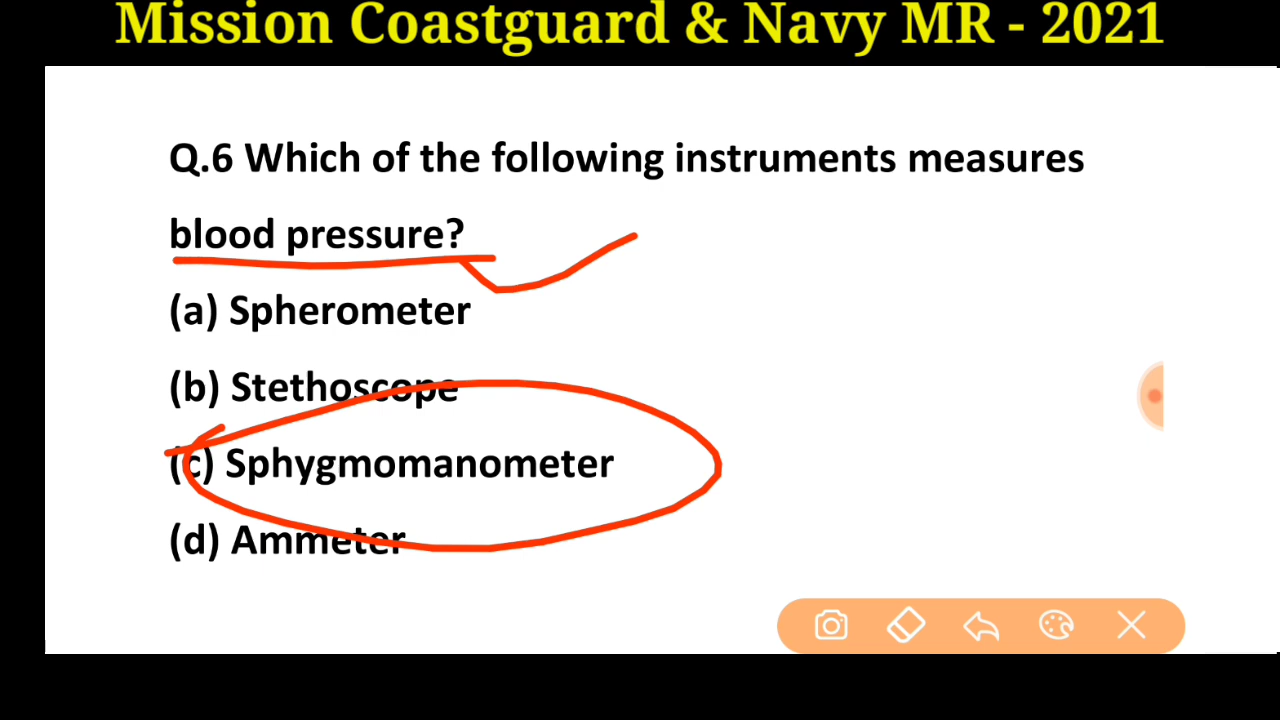 Mission Coastguard & Navy MR - 2021
Q.6 Which of the following instruments measures
blood pressure?
(a) Spherometer
(b) Stethoscope
(c) Sphygmomanometer
(d) Ammeter